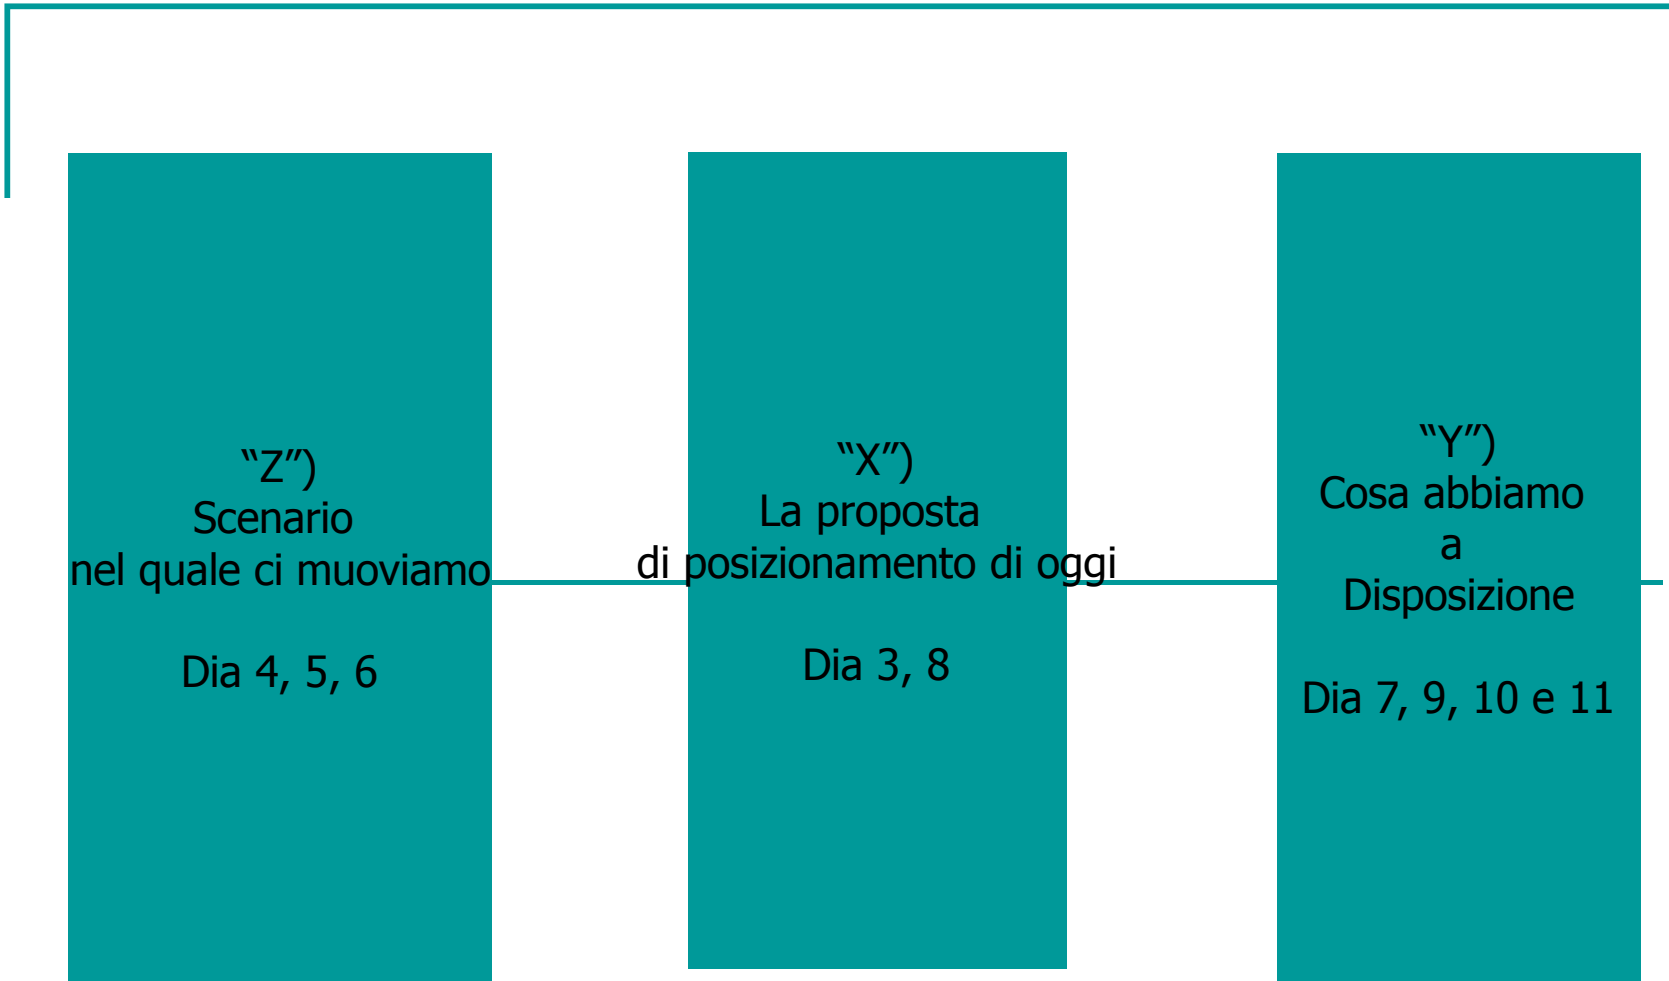 “Z”)
Scenario
nel quale ci muoviamo
Dia 4, 5, 6
“X”)
La proposta
di posizionamento di oggi
Dia 3, 8
“Y”)
Cosa abbiamo
a
Disposizione
Dia 7, 9, 10 e 11